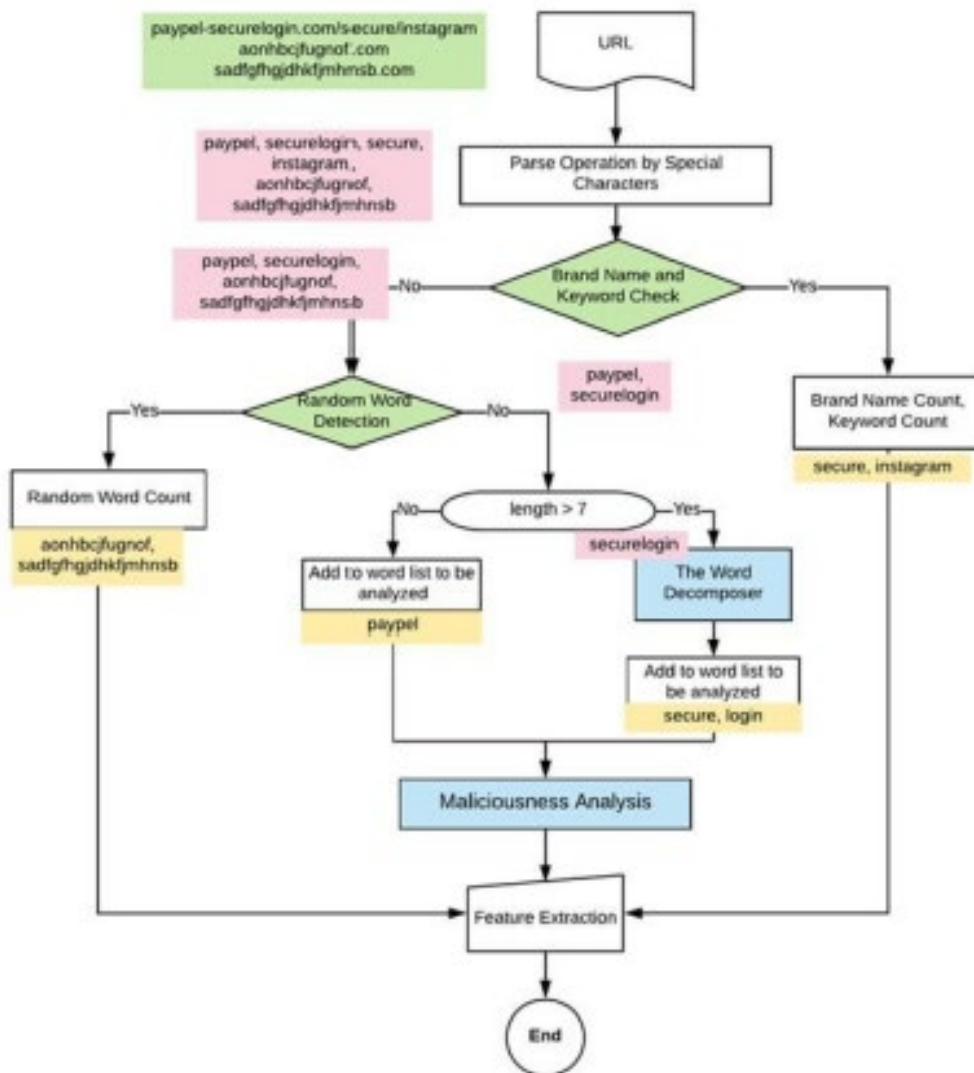 paypel-securelogin.com/s-ecure/instagram
aonhbcjfugnof.com
sadfgfhgjdhkfjmhmsb.com
URL
paypel, securelogin, secure,
instagram,
aonhbcjfugnof,
sadfgfhgjdhkfjmhnsb
Parse Operation by Special
Characters
paypel, securelogin,
aonhbcjfugnof,
sadfgfhgjdhkfjmhnsb
No
Brand Name and
Keyword Check
Yes
paypel,
securelogin
Yes
Random Word
Detection
No
Brand Name Count,
Keyword Count
secure, instagram
Random Word Count
aonhbcjfugnof,
sadfgfhgjdhkfjmhnsb
No
length > 7
Yes
securelogin
Add to word list to be
analyzed
paypel
The Word
Decomposer
Add to word list to
be analyzed
secure, login
Maliciousness Analysis
Feature Extraction
End